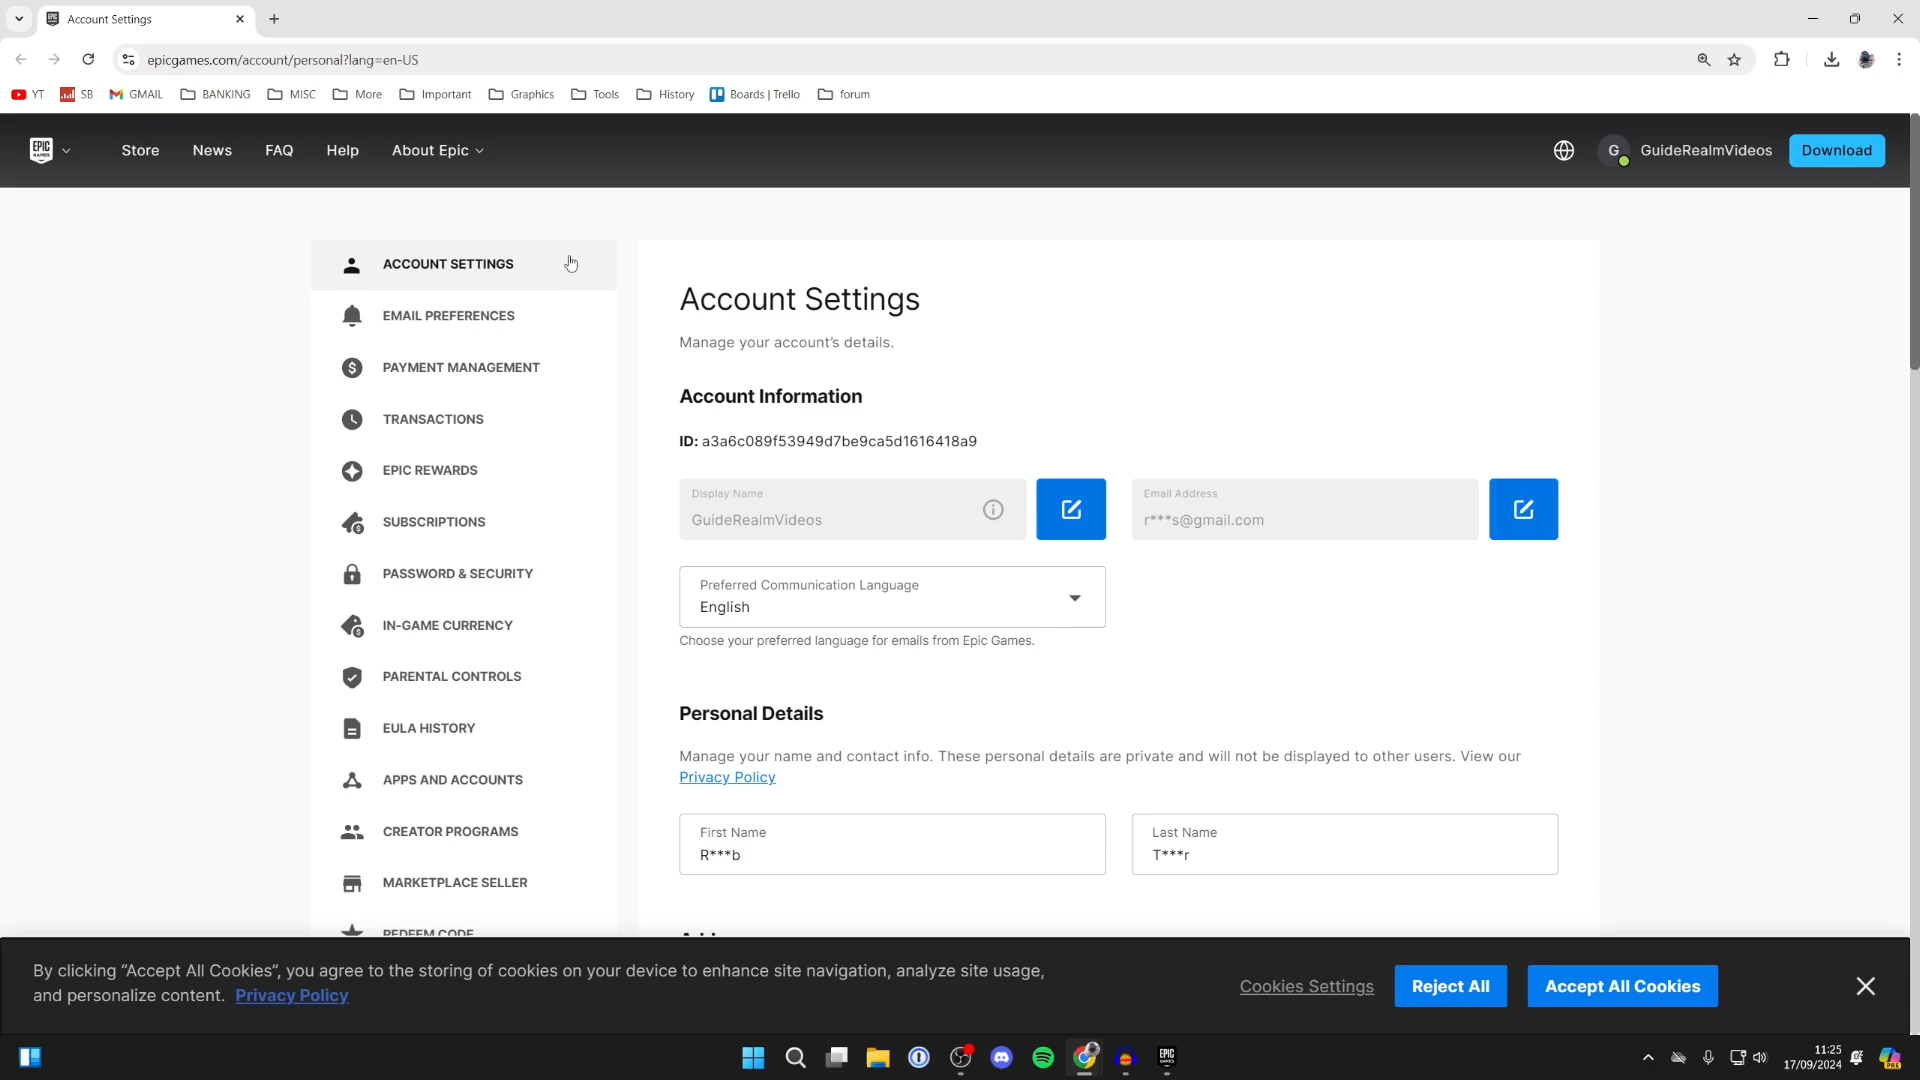 Account Settings
epicgames.com/account/personal?lang=en-US
YT
SB
GMAIL
BANKING
MISC
More
Important
Graphics
Tools
History
Boards | Trello
forum
EPIC GAMES
Store
News
FAQ
Help
About Epic
G
GuideRealmVideos
Download
ACCOUNT SETTINGS
EMAIL PREFERENCES
PAYMENT MANAGEMENT
TRANSACTIONS
EPIC REWARDS
SUBSCRIPTIONS
PASSWORD & SECURITY
IN-GAME CURRENCY
PARENTAL CONTROLS
EULA HISTORY
APPS AND ACCOUNTS
CREATOR PROGRAMS
MARKETPLACE SELLER
REDEEM CODE
Account Settings
Manage your account's details.
Account Information
ID: a3a6c089f53949d7be9ca5d1616418a9
Display Name
GuideRealmVideos
Email Address
r***s@gmail.com
Preferred Communication Language
English
Choose your preferred language for emails from Epic Games.
Personal Details
Manage your name and contact info. These personal details are private and will not be displayed to other users. View our
Privacy Policy
First Name
R***b
Last Name
T***r
By clicking “Accept All Cookies”, you agree to the storing of cookies on your device to enhance site navigation, analyze site usage,
and personalize content. Privacy Policy
Cookies Settings
Reject All
Accept All Cookies
EPIC GAMES
11:25
17/09/2024
PRE